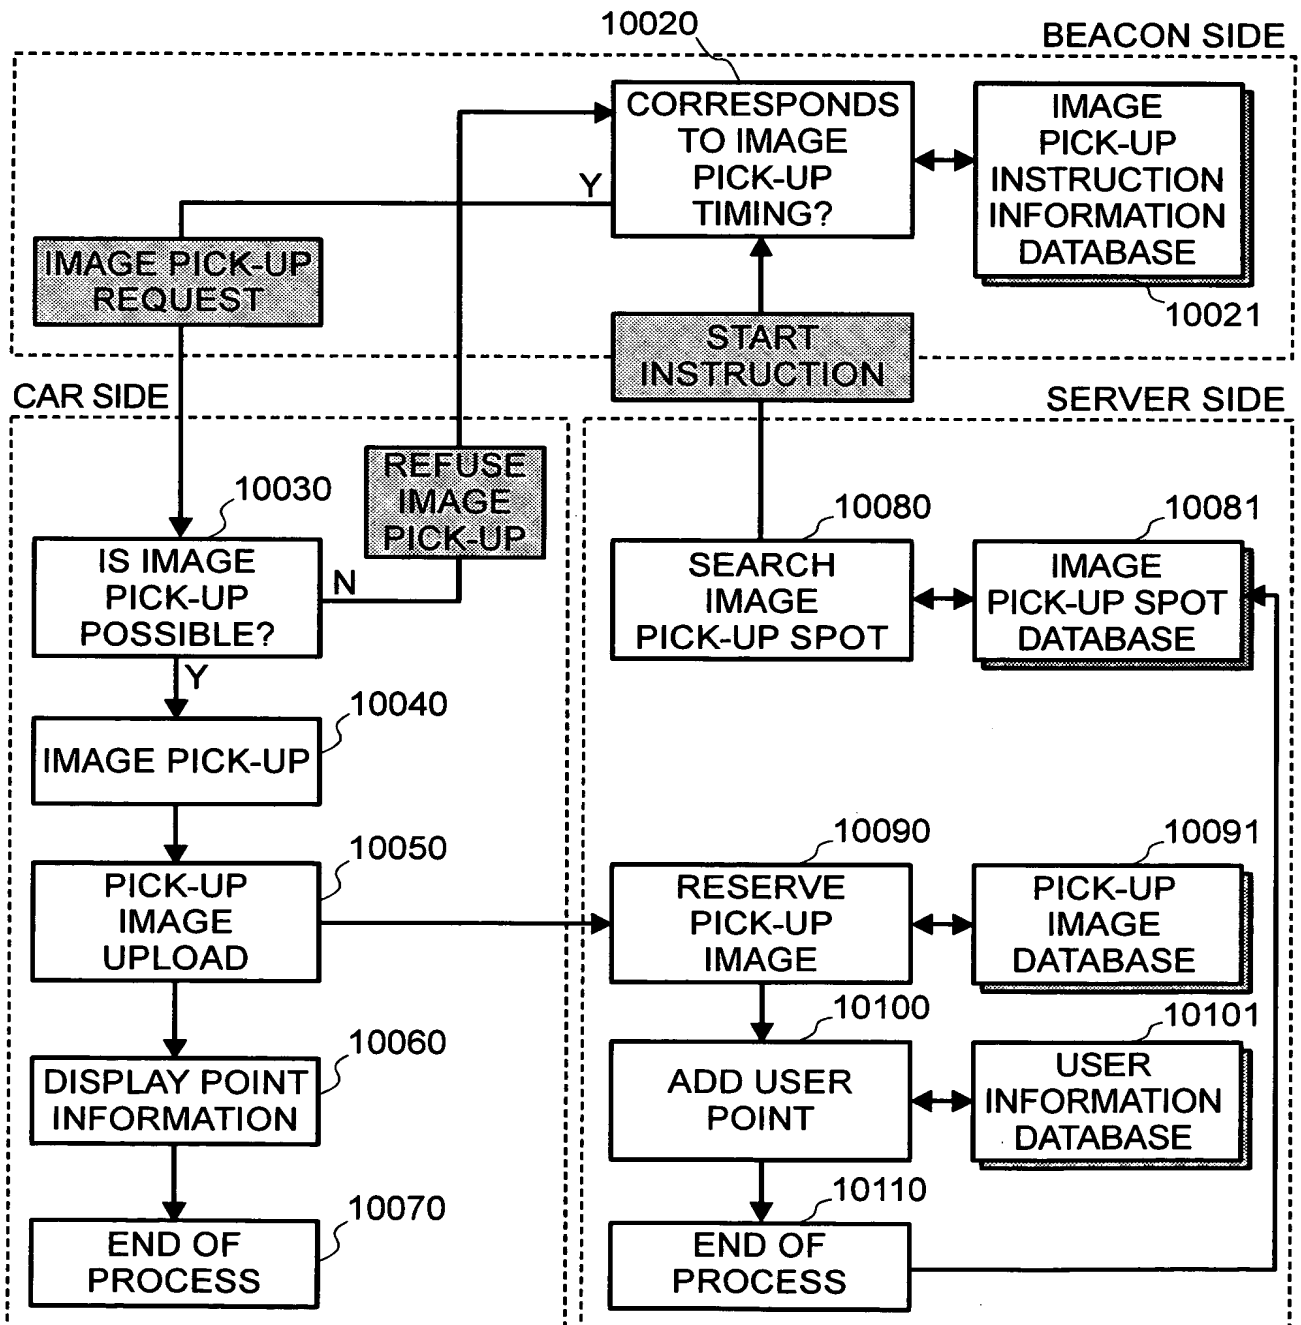 10020
BEACON SIDE
CORRESPONDS
TO IMAGE
PICK-UP
TIMING?
IMAGE
PICK-UP
INSTRUCTION
INFORMATION
DATABASE
10021
Y
IMAGE PICK-UP
REQUEST
START
INSTRUCTION
CAR SIDE
SERVER SIDE
REFUSE
IMAGE
PICK-UP
10030
IS IMAGE
PICK-UP
POSSIBLE?
N
Y
10080
SEARCH
IMAGE
PICK-UP SPOT
10081
IMAGE
PICK-UP SPOT
DATABASE
10040
IMAGE PICK-UP
10050
PICK-UP
IMAGE
UPLOAD
10090
RESERVE
PICK-UP
IMAGE
10091
PICK-UP
IMAGE
DATABASE
10060
DISPLAY POINT
INFORMATION
10100
ADD USER
POINT
10101
USER
INFORMATION
DATABASE
10070
END OF
PROCESS
10110
END OF
PROCESS